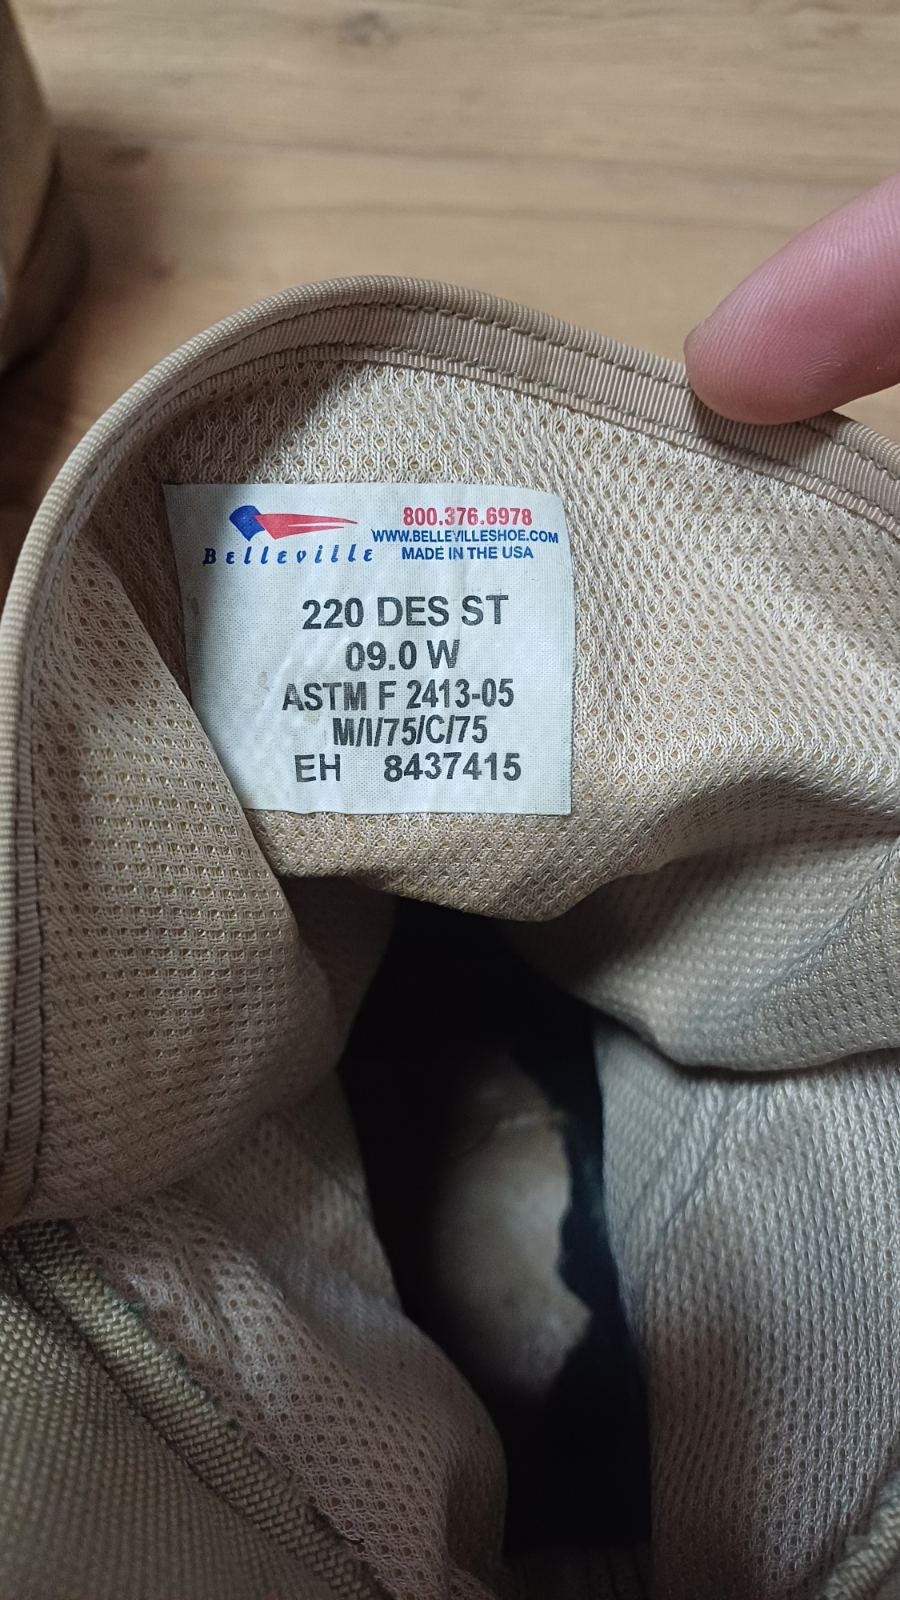 Belleville
800.376.6978
WWW.BELLEVILLESHOE.COM
MADE IN THE USA
220 DES ST
09.0 W
ASTM F 2413-05
M/I/75/C/75
EH 8437415